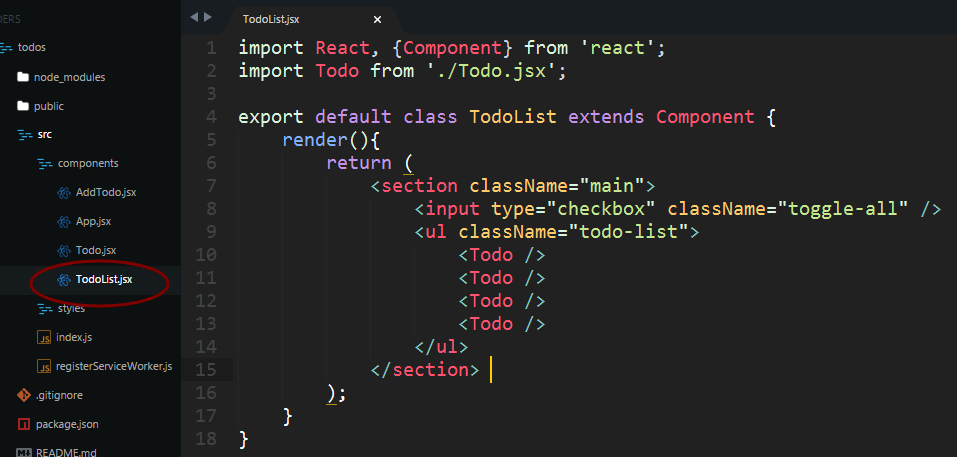 DERS
todos
node_modules
public
src
components
AddTodo.jsx
App.jsx
Todo.jsx
TodoList.jsx
styles
JS index.js
JS registerServiceWorker.js
.gitignore
package.json
README.md
TodoList.jsx ×
1 import React, {Component} from 'react';
2 import Todo from './Todo.jsx';
3
4 export default class TodoList extends Component {
5 render(){
6 return (
7 <section className="main">
8 <input type="checkbox" className="toggle-all" />
9 <ul className="todo-list">
10 <Todo />
11 <Todo />
12 <Todo />
13 <Todo />
14 </ul>
15 </section>
16 );
17 }
18 }